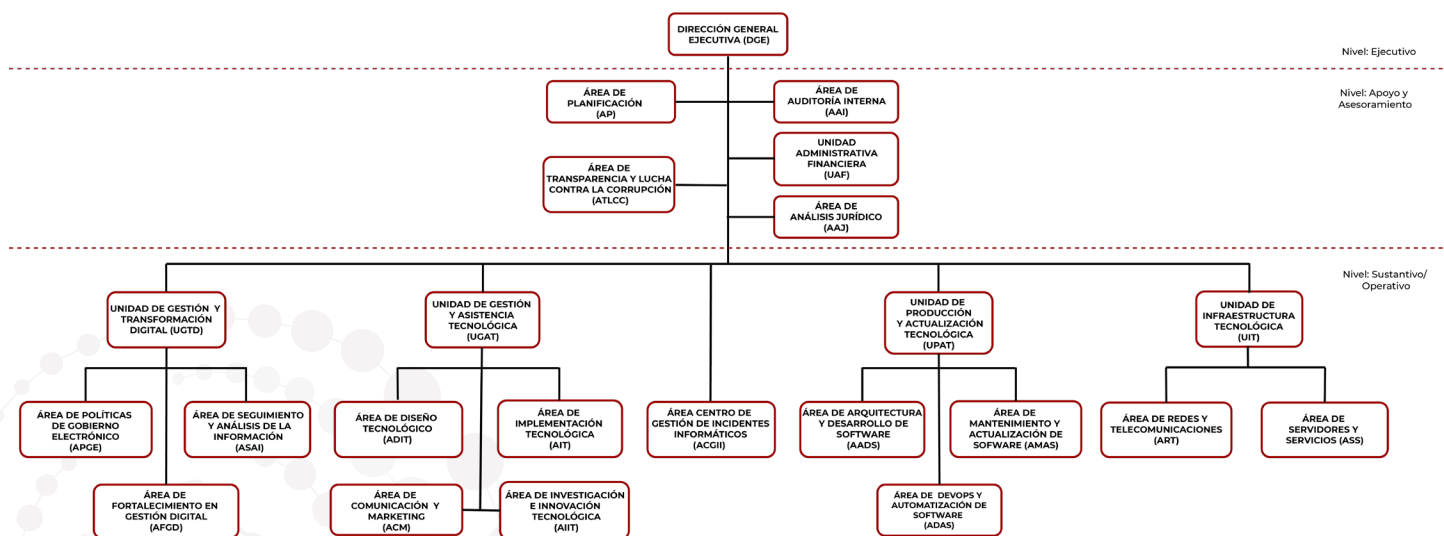 DIRECCIÓN GENERAL
EJECUTIVA (DGE)
Nivel: Ejecutivo
ÁREA DE
PLANIFICACIÓN
(AP)
ÁREA DE
AUDITORÍA INTERNA
(AAI)
Nivel: Apoyo y
Asesoramiento
UNIDAD
ADMINISTRATIVA
FINANCIERA
(UAF)
ÁREA DE
TRANSPARENCIA Y LUCHA
CONTRA LA CORRUPCIÓN
(ATLCC)
ÁREA DE
ANÁLISIS JURÍDICO
(AAJ)
Nivel: Sustantivo/
Operativo
UNIDAD DE GESTIÓN Y
TRANSFORMACIÓN
DIGITAL (UGTD)
UNIDAD DE GESTIÓN
Y ASISTENCIA
TECNOLÓGICA
(UGAT)
UNIDAD DE
PRODUCCIÓN
Y ACTUALIZACIÓN
TECNOLÓGICA
(UPAT)
UNIDAD DE
INFRAESTRUCTURA
TECNOLÓGICA
(UIT)
ÁREA DE POLÍTICAS
DE GOBIERNO
ELECTRÓNICO
(APGE)
ÁREA DE SEGUIMIENTO
Y ANÁLISIS DE LA
INFORMACIÓN
(ASAI)
ÁREA DE DISEÑO
TECNOLÓGICO
(ADIT)
ÁREA DE
IMPLEMENTACIÓN
TECNOLÓGICA
(AIT)
ÁREA CENTRO DE
GESTIÓN DE INCIDENTES
INFORMÁTICOS
(ACGII)
ÁREA DE ARQUITECTURA
Y DESARROLLO DE
SOFTWARE
(AADS)
ÁREA DE
MANTENIMIENTO Y
ACTUALIZACIÓN DE
SOFWARE (AMAS)
ÁREA DE REDES Y
TELECOMUNICACIONES
(ART)
ÁREA DE
SERVIDORES Y
SERVICIOS (ASS)
ÁREA DE
FORTALECIMIENTO EN
GESTIÓN DIGITAL
(AFGD)
ÁREA DE
COMUNICACIÓN Y
MARKETING
(ACM)
ÁREA DE INVESTIGACIÓN
E INNOVACIÓN
TECNOLÓGICA
(AIIT)
ÁREA DE DEVOPS Y
AUTOMATIZACIÓN DE
SOFTWARE
(ADAS)